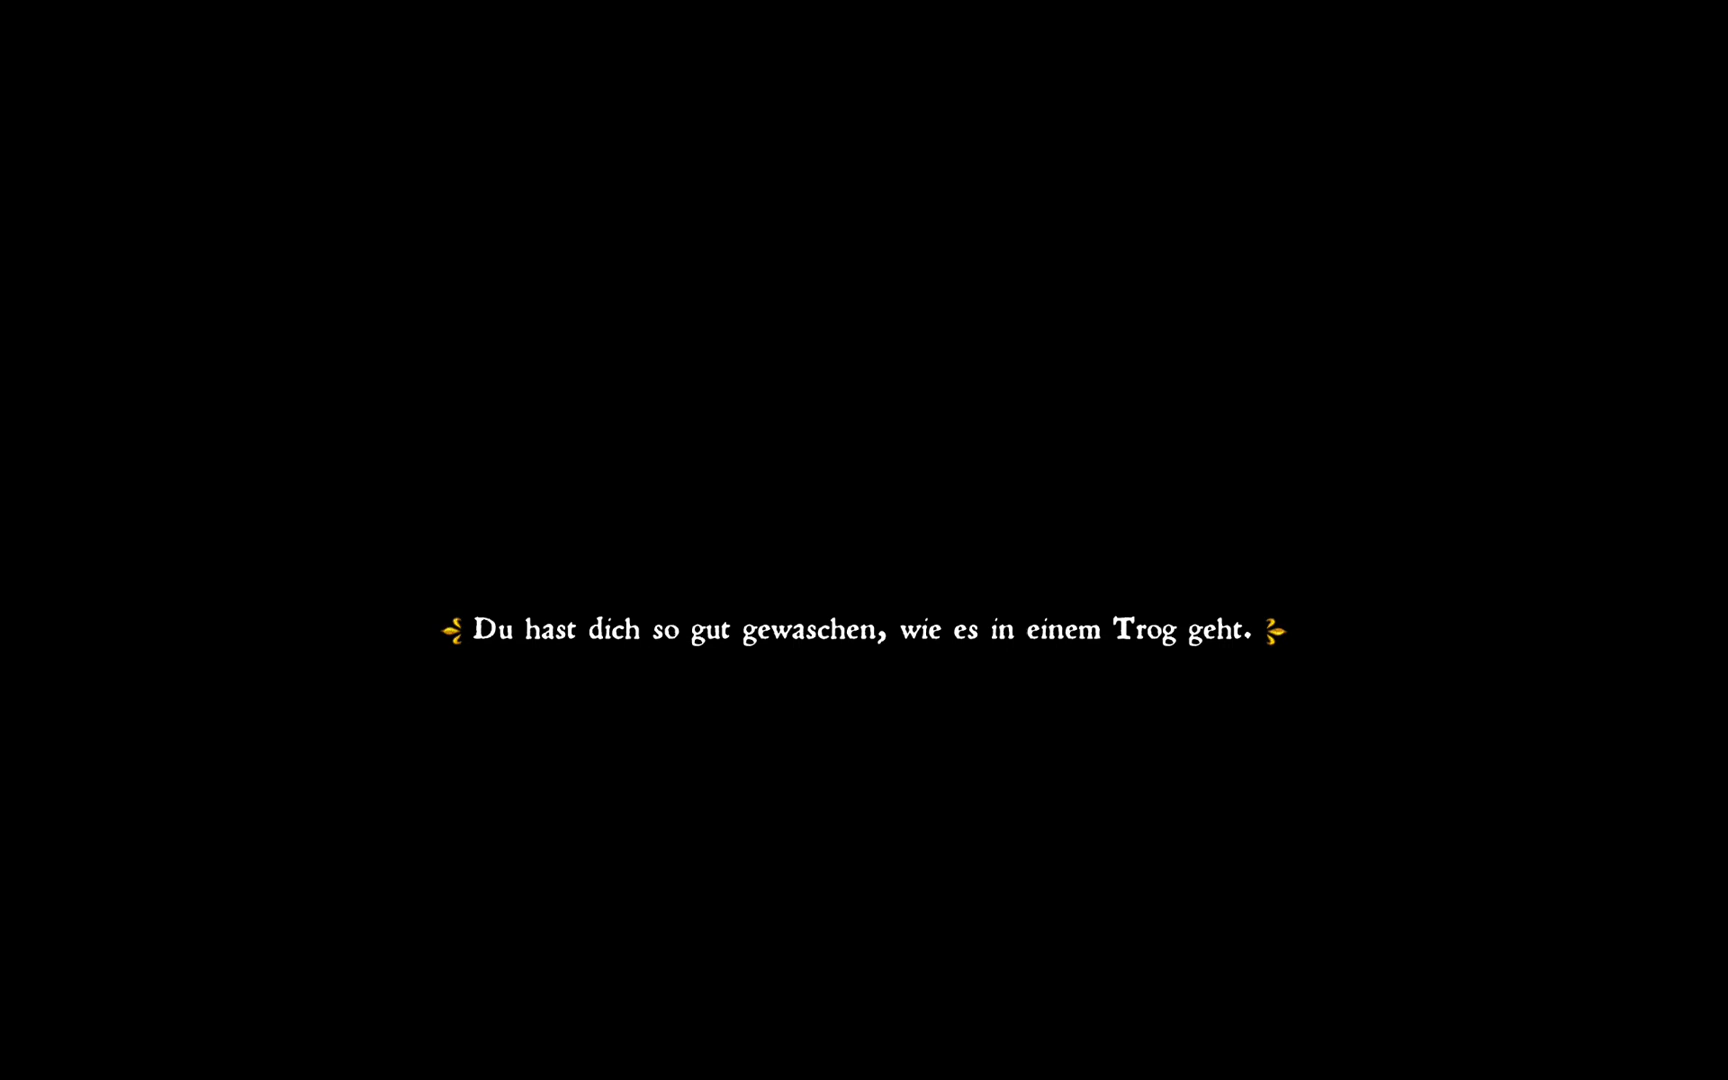 Du hast dich so gut gewaschen, wie es in einem Trog geht.